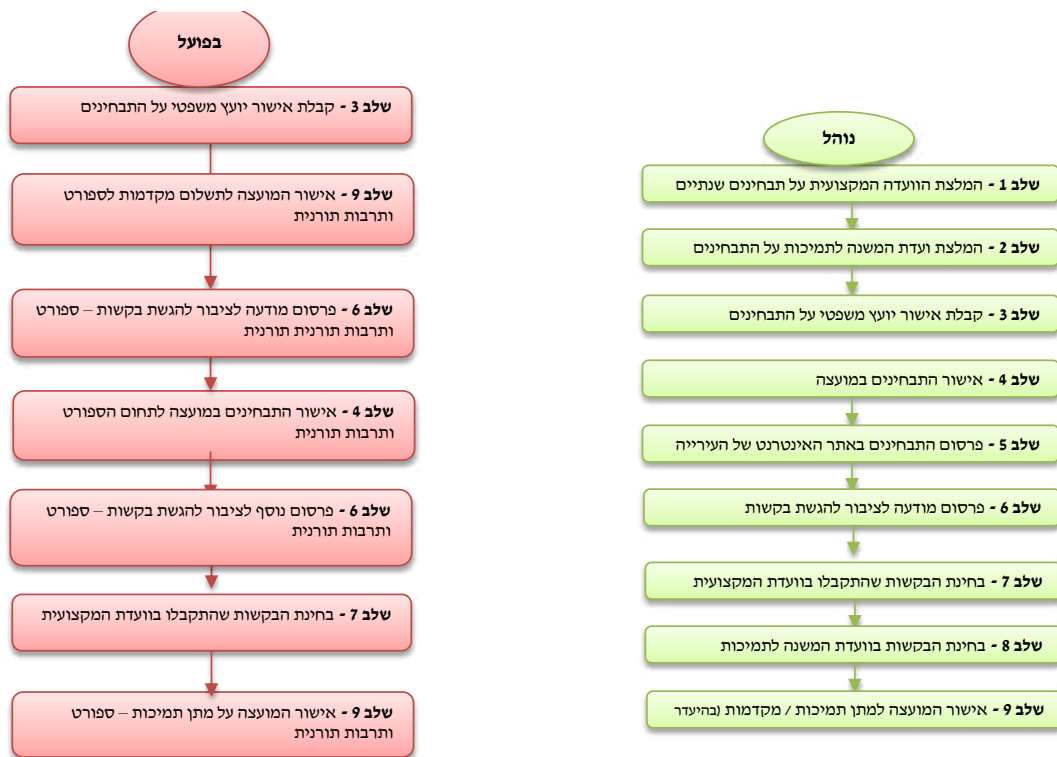 נוהל
שלב 1 - המלצת הוועדה המקצועית על תבחינים שנתיים
שלב 2 - המלצת ועדת המשנה לתמיכות על התבחינים
שלב 3 - קבלת אישור יועץ משפטי על התבחינים
שלב 4 - אישור התבחינים במועצה
שלב 5 - פרסום התבחינים באתר האינטרנט של העירייה
שלב 6 - פרסום מודעה לציבור להגשת בקשות
שלב 7 - בחינת הבקשות שהתקבלו בוועדת המקצועית
שלב 8 - בחינת הבקשות בוועדת המשנה לתמיכות
שלב 9 - אישור המועצה למתן תמיכות / מקדמות (בהיעדר
בפועל
שלב 3 - קבלת אישור יועץ משפטי על התבחינים
שלב 9 - אישור המועצה לתשלום מקדמות לספורט
ותרבות תורנית
שלב 6 - פרסום מודעה לציבור להגשת בקשות – ספורט
ותרבות תורנית תורנית
שלב 4 - אישור התבחינים במועצה לתחום הספורט
ותרבות תורנית
שלב 6 - פרסום נוסף לציבור להגשת בקשות – ספורט
ותרבות תורנית
שלב 7 - בחינת הבקשות שהתקבלו בוועדת המקצועית
שלב 9 - אישור המועצה על מתן תמיכות – ספורט
ותרבות תורנית